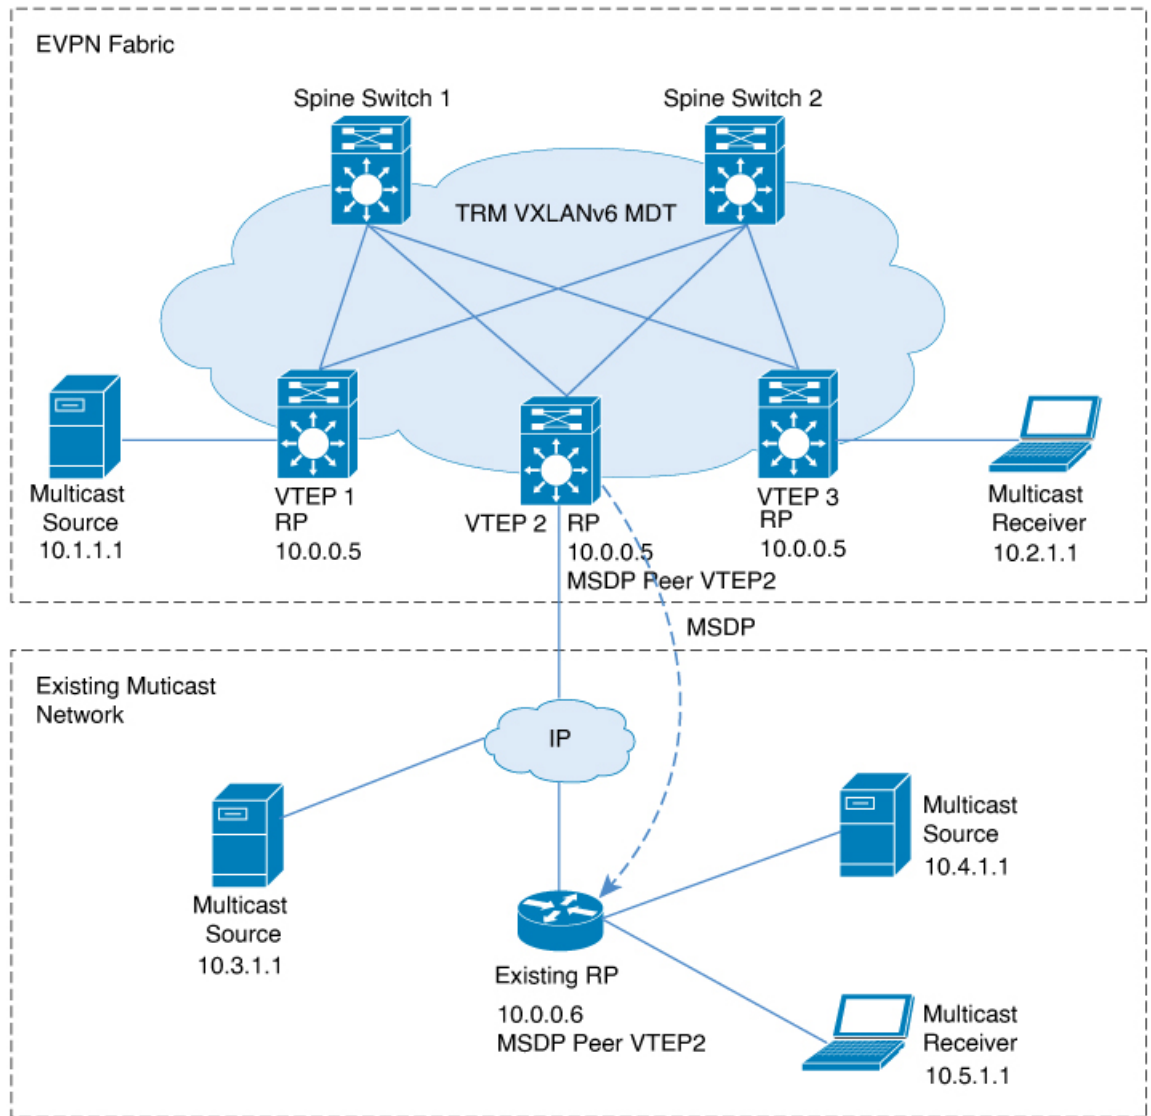 EVPN Fabric
Spine Switch 1
Spine Switch 2
TRM VXLANv6 MDT
Multicast
Source
10.1.1.1
VTEP 1
RP
10.0.0.5
VTEP 2
RP
10.0.0.5
MSDP Peer VTEP2
VTEP 3
RP
10.0.0.5
Multicast
Receiver
10.2.1.1
MSDP
Existing Muticast
Network
IP
Multicast
Source
10.3.1.1
Existing RP
10.0.0.6
MSDP Peer VTEP2
Multicast
Source
10.4.1.1
Multicast
Receiver
10.5.1.1